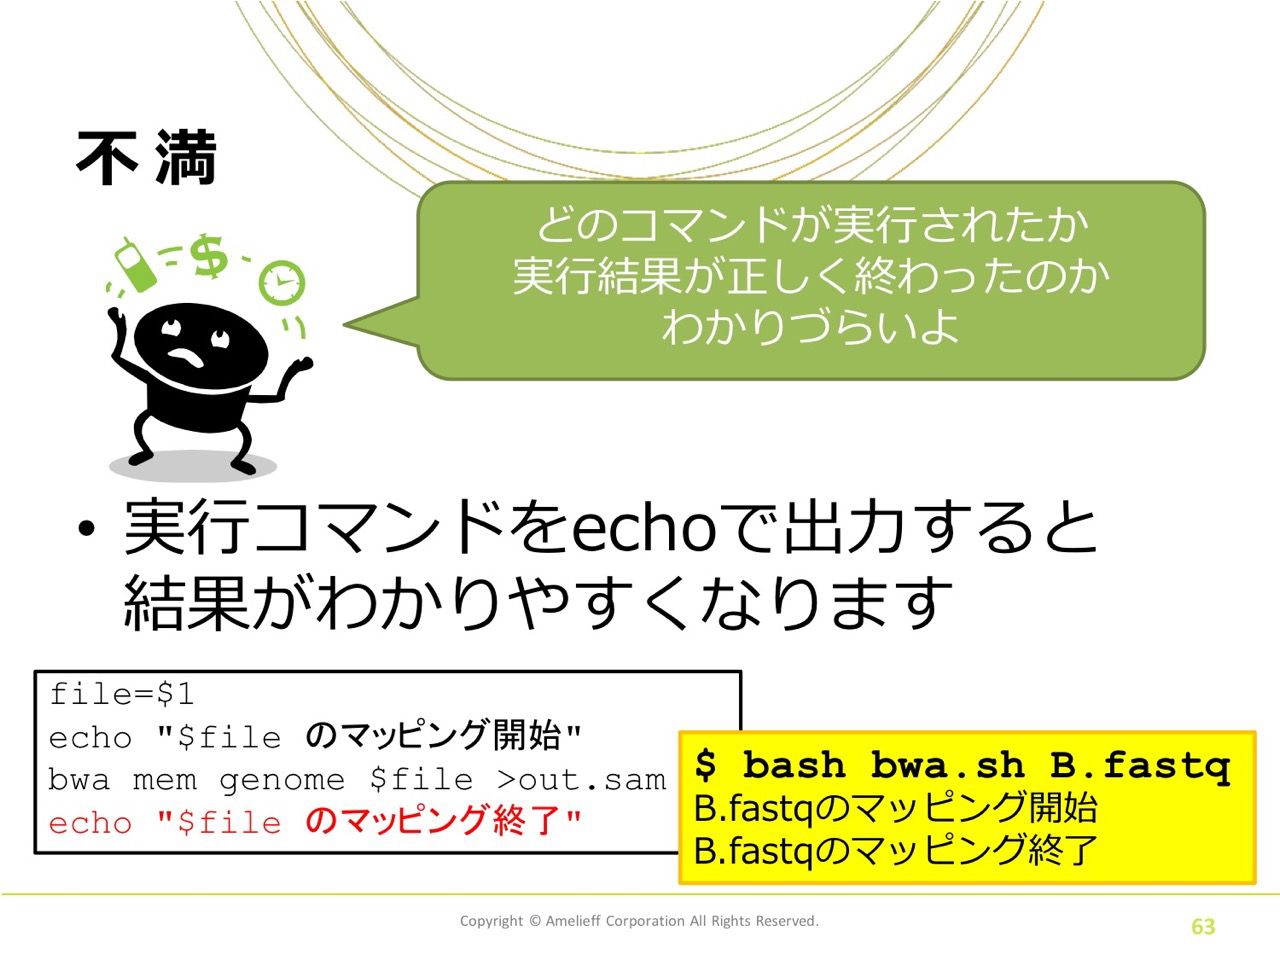 不満
どのコマンドが実行されたか
実行結果が正しく終わったのか
わかりづらいよ
• 実行コマンドをechoで出力すると
結果がわかりやすくなります
file=$1
echo "$file のマッピング開始"
bwa mem genome $file >out.sam
echo "$file のマッピング終了"
$ bash bwa.sh B.fastq
B.fastqのマッピング開始
B.fastqのマッピング終了
Copyright © Amelieff Corporation All Rights Reserved.
63